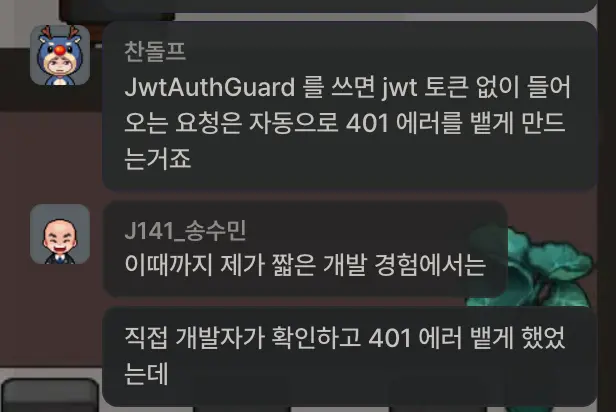 찬돌프
JwtAuthGuard 를 쓰면 jwt 토큰 없이 들어
오는 요청은 자동으로 401 에러를 뱉게 만드
는거죠
J141_송수민
이때까지 제가 짧은 개발 경험에서는
직접 개발자가 확인하고 401 에러 뱉게 했었
는데